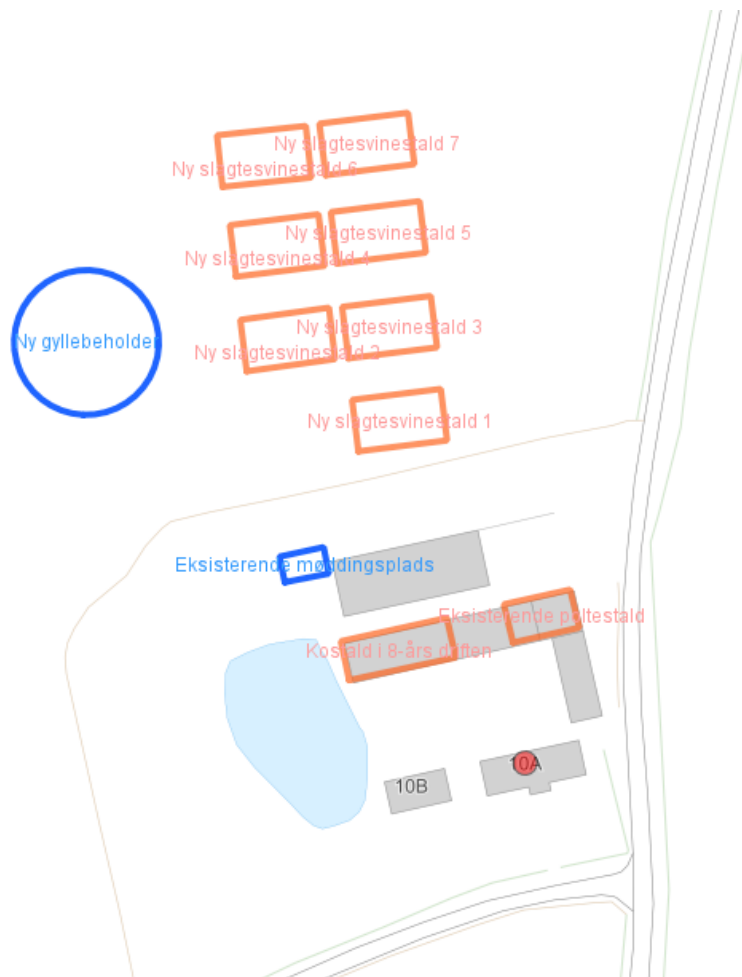 Ny slagtesvinestald 7
Ny slagtesvinestald 6
Ny slagtesvinestald 5
Ny slagtesvinestald 4
Ny slagtesvinestald 3
Ny gyllebeholder
Ny slagtesvinestald 2
Ny slagtesvinestald 1
Eksisterende møddingsplads
Eksisterende poltestald
Kostald i 8-års driften
10A
10B